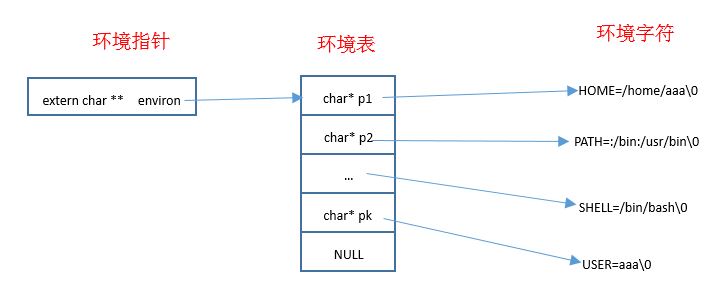 环境指针
环境表
环境字符
extern char ** environ
char* p1
char* p2
...
char* pk
NULL
HOME=/home/aaa\0
PATH=:/bin:/usr/bin\0
SHELL=/bin/bash\0
USER=aaa\0